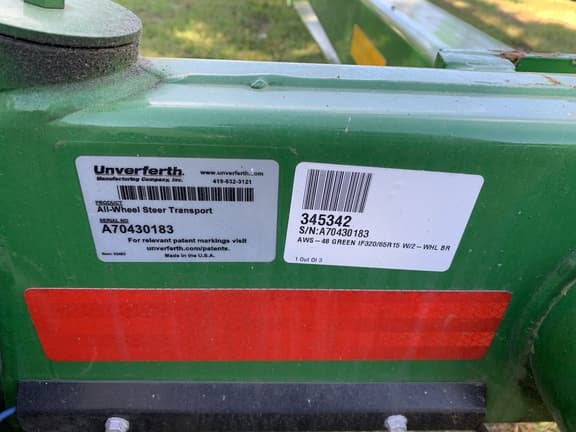 Unverferth.
www.unverferth.com
Manufacturing Company, Inc.
419-532-3121
PRODUCT
All-Wheel Steer Transport
SERIAL NO
A70430183
For relevant patent markings visit
unverferth.com/patents.
Made in the U.S.A.
345342
S/N:A70430183
AWS-48 GREEN IF320/85R15 W/2-WHL BR
1 Out Of 3